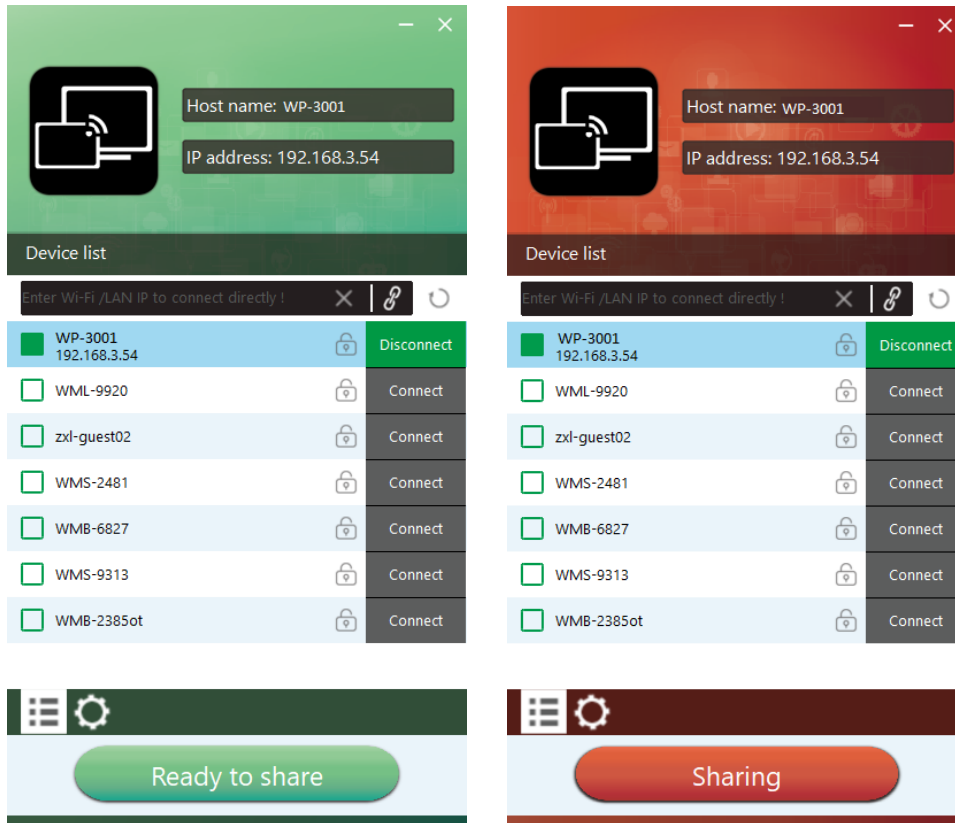 Host name: WP-3001
IP address: 192.168.3.54
Device list
Enter Wi-Fi /LAN IP to connect directly !
WP-3001
192.168.3.54
Disconnect
WML-9920
Connect
zxl-guest02
Connect
WMS-2481
Connect
WMB-6827
Connect
WMS-9313
Connect
WMB-2385ot
Connect
Ready to share
Host name: WP-3001
IP address: 192.168.3.54
Device list
Enter Wi-Fi /LAN IP to connect directly !
WP-3001
192.168.3.54
Disconnect
WML-9920
Connect
zxl-guest02
Connect
WMS-2481
Connect
WMB-6827
Connect
WMS-9313
Connect
WMB-2385ot
Connect
Sharing